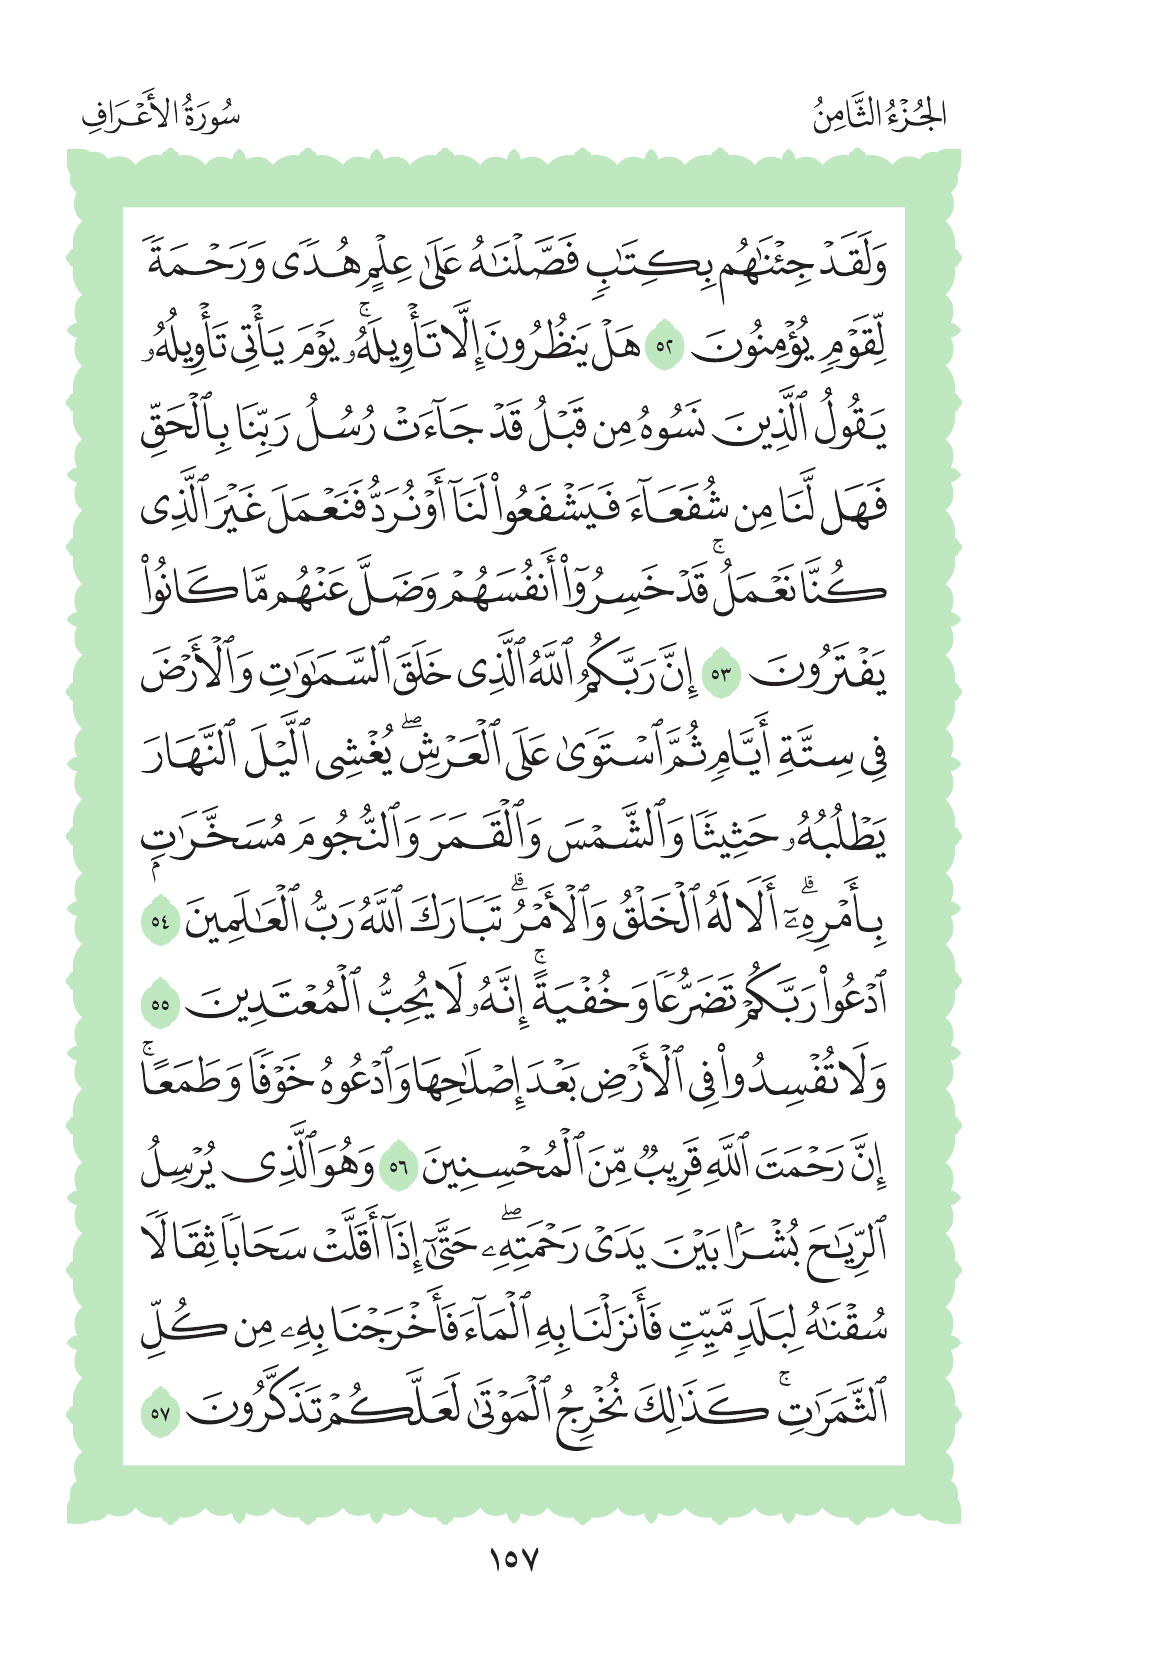 الجُزْءُ الثَّامِنُ
سُورَةُ الأَعْرَافِ
وَلَقَدْ جِئْنَٰهُم بِكِتَٰبٖ فَصَّلْنَٰهُ عَلَىٰ عِلْمٍ هُدٗى وَرَحْمَةٗ
لِّقَوْمٖ يُؤْمِنُونَ ٥٢ هَلْ يَنظُرُونَ إِلَّا تَأْوِيلَهُۥۚ يَوْمَ يَأْتِي تَأْوِيلُهُۥ
يَقُولُ ٱلَّذِينَ نَسُوهُ مِن قَبْلُ قَدْ جَآءَتْ رُسُلُ رَبِّنَا بِٱلْحَقِّ
فَهَل لَّنَا مِن شُفَعَآءَ فَيَشْفَعُواْ لَنَآ أَوْ نُرَدُّ فَنَعْمَلَ غَيْرَ ٱلَّذِي
كُنَّا نَعْمَلُۚ قَدْ خَسِرُوٓاْ أَنفُسَهُمْ وَضَلَّ عَنْهُم مَّا كَانُواْ
يَفْتَرُونَ ٥٣ إِنَّ رَبَّكُمُ ٱللَّهُ ٱلَّذِي خَلَقَ ٱلسَّمَٰوَٰتِ وَٱلْأَرْضَ
فِي سِتَّةِ أَيَّامٖ ثُمَّ ٱسْتَوَىٰ عَلَى ٱلْعَرْشِۖ يُغْشِي ٱلَّيْلَ ٱلنَّهَارَ
يَطْلُبُهُۥ حَثِيثٗا وَٱلشَّمْسَ وَٱلْقَمَرَ وَٱلنُّجُومَ مُسَخَّرَٰتِۭ
بِأَمْرِهِۦٓۗ أَلَا لَهُ ٱلْخَلْقُ وَٱلْأَمْرُۗ تَبَارَكَ ٱللَّهُ رَبُّ ٱلْعَٰلَمِينَ ٥٤
ٱدْعُواْ رَبَّكُمْ تَضَرُّعٗا وَخُفْيَةًۚ إِنَّهُۥ لَا يُحِبُّ ٱلْمُعْتَدِينَ ٥٥
وَلَا تُفْسِدُواْ فِي ٱلْأَرْضِ بَعْدَ إِصْلَٰحِهَا وَٱدْعُوهُ خَوْفٗا وَطَمَعًاۚ
إِنَّ رَحْمَتَ ٱللَّهِ قَرِيبٞ مِّنَ ٱلْمُحْسِنِينَ ٥٦ وَهُوَ ٱلَّذِي يُرْسِلُ
ٱلرِّيَٰحَ بُشْرَۢا بَيْنَ يَدَيْ رَحْمَتِهِۦۖ حَتَّىٰٓ إِذَآ أَقَلَّتْ سَحَابٗا ثِقَالٗا
سُقْنَٰهُ لِبَلَدٖ مَّيِّتٖ فَأَنزَلْنَا بِهِ ٱلْمَآءَ فَأَخْرَجْنَا بِهِۦ مِن كُلِّ
ٱلثَّمَرَٰتِۚ كَذَٰلِكَ نُخْرِجُ ٱلْمَوْتَىٰ لَعَلَّكُمْ تَذَكَّرُونَ ٥٧
١٥٧